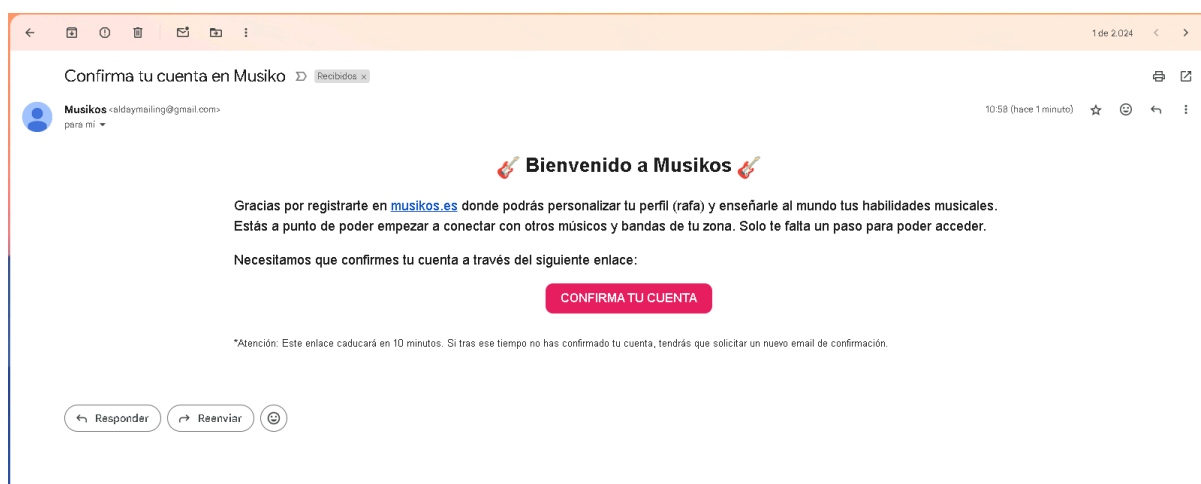 1 de 2.024
Confirma tu cuenta en Musiko Recibidos x
Musikos <aldaymailing@gmail.com> 10:58 (hace 1 minuto)
para mí
Bienvenido a Musikos
Gracias por registrarte en musikos.es donde podrás personalizar tu perfil (rafa) y enseñarle al mundo tus habilidades musicales.
Estás a punto de poder empezar a conectar con otros músicos y bandas de tu zona. Solo te falta un paso para poder acceder.
Necesitamos que confirmes tu cuenta a través del siguiente enlace:
CONFIRMA TU CUENTA
*Atención: Este enlace caducará en 10 minutos. Si tras ese tiempo no has confirmado tu cuenta, tendrás que solicitar un nuevo email de confirmación.
Responder Reenviar